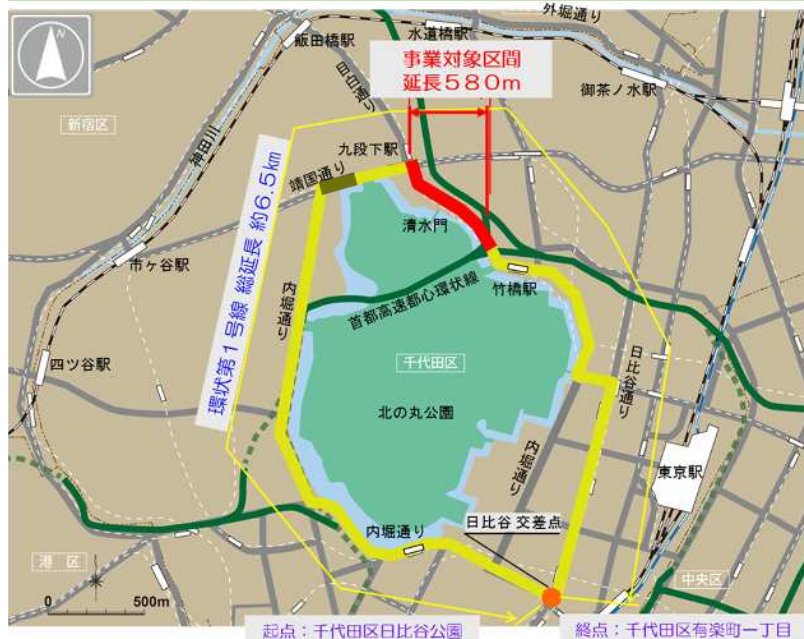 外堀通り
水道橋駅
飯田橋駅
N
事業対象区間
延長580m
目白通り
御茶ノ水駅
新宿区
神田川
九段下駅
靖国通り
環状第1号線 総延長 約6.5km
清水門
市ヶ谷駅
内堀通り
首都高速都心環状線
竹橋駅
四ツ谷駅
千代田区
日比谷通り
北の丸公園
内堀通り
東京駅
日比谷 交差点
内堀通り
港 区
中央区
0 500m
起点:千代田区日比谷公園
終点:千代田区有楽町一丁目